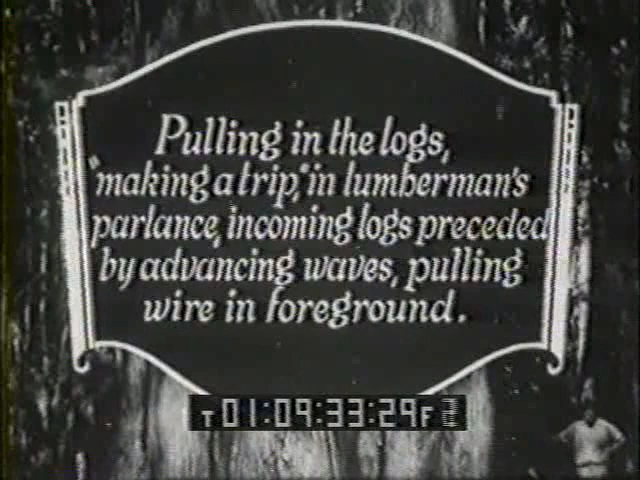 Pulling in the logs,
"making a trip," in lumberman's
parlance, incoming logs preceded
by advancing waves, pulling
wire in foreground.
T01:09:33:29F2